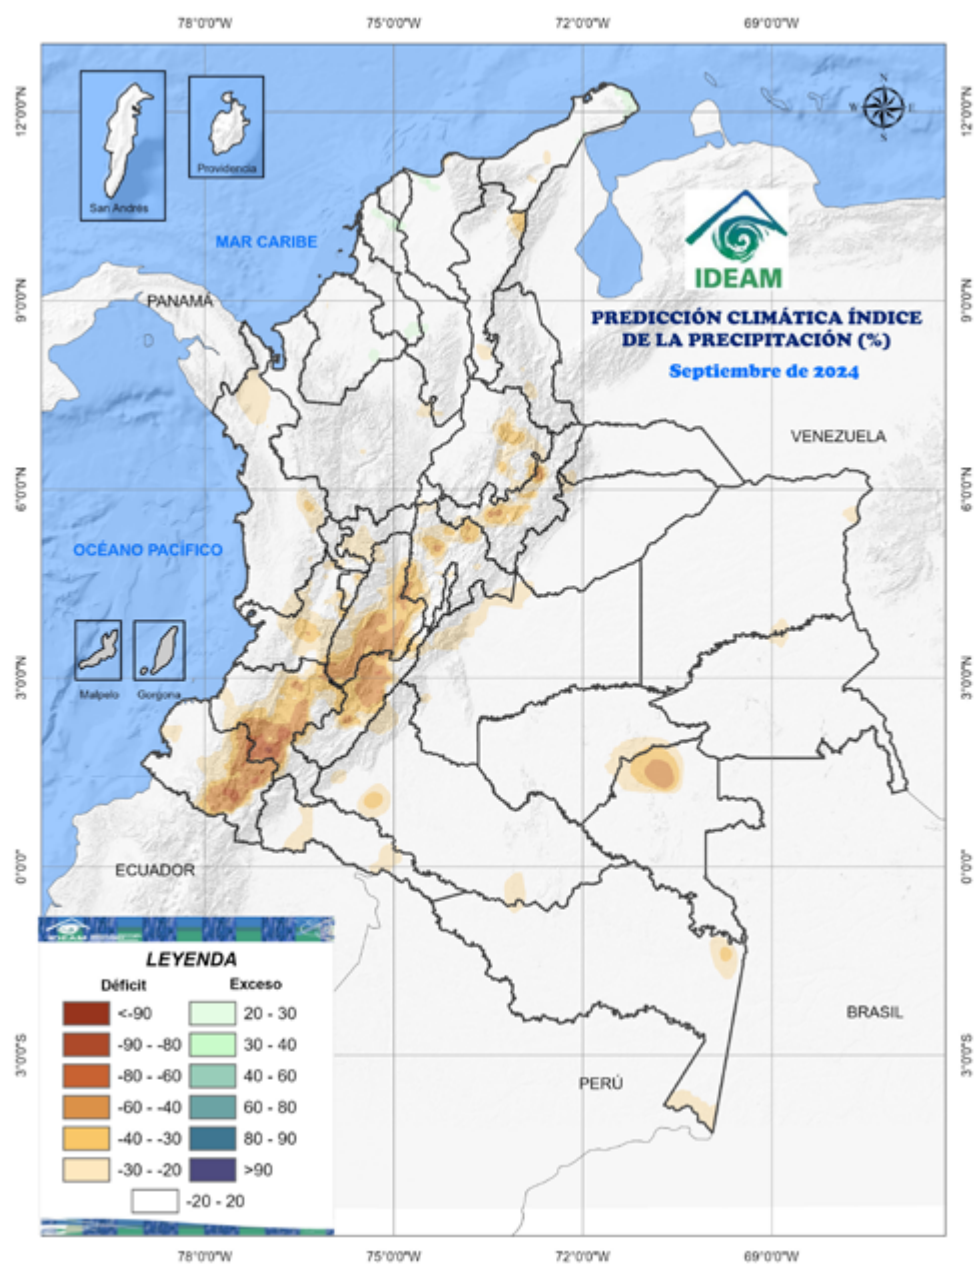 78°0'0"W
75°0'0"W
72°0'0"W
69°0'0"W
12°0'0"N
12°0'0"N
N
W
E
S
San Andrés
Providencia
MAR CARIBE
IDEAM
9°0'0"N
9°0'0"N
PANAMÁ
PREDICCIÓN CLIMÁTICA ÍNDICE
DE LA PRECIPITACIÓN (%)
Septiembre de 2024
VENEZUELA
6°0'0"N
6°0'0"N
OCÉANO PACÍFICO
3°0'0"N
3°0'0"N
Malpelo
Gorgona
0°0'0"
0°0'0"
ECUADOR
IDEAM
LEYENDA
Déficit
Exceso
<-90
20 - 30
-90 - -80
30 - 40
-80 - -60
40 - 60
-60 - -40
60 - 80
-40 - -30
80 - 90
-30 - -20
>90
-20 - 20
BRASIL
PERÚ
3°0'0"S
3°0'0"S
78°0'0"W
75°0'0"W
72°0'0"W
69°0'0"W